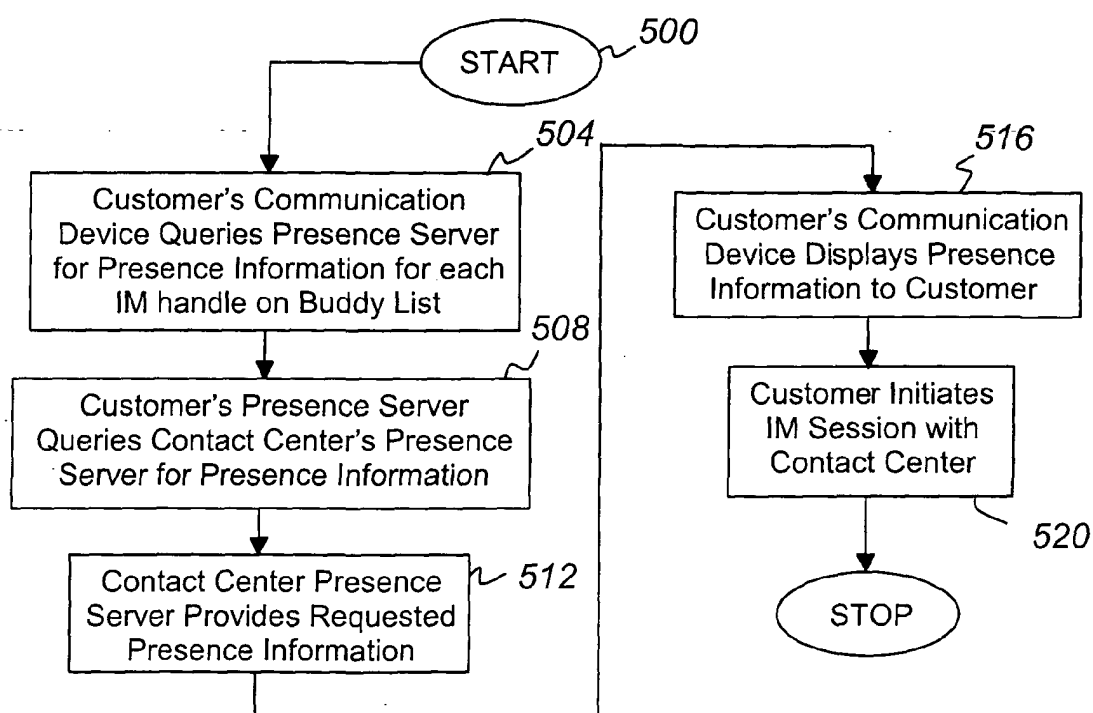 START
500
504
Customer's Communication
Device Queries Presence Server
for Presence Information for each
IM handle on Buddy List
508
Customer's Presence Server
Queries Contact Center's Presence
Server for Presence Information
512
Contact Center Presence
Server Provides Requested
Presence Information
516
Customer's Communication
Device Displays Presence
Information to Customer
Customer Initiates
IM Session with
Contact Center
520
STOP